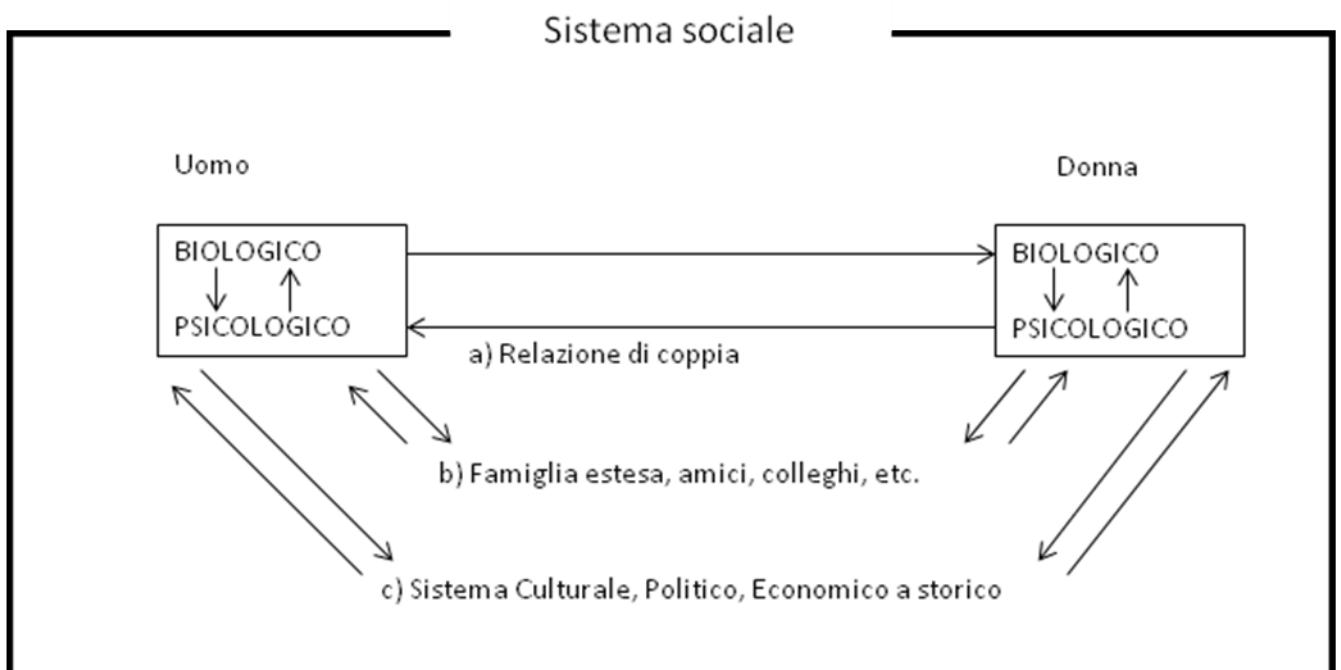 Sistema sociale
Uomo
Donna
BIOLOGICO
PSICOLOGICO
BIOLOGICO
PSICOLOGICO
a) Relazione di coppia
b) Famiglia estesa, amici, colleghi, etc.
c) Sistema Culturale, Politico, Economico a storico